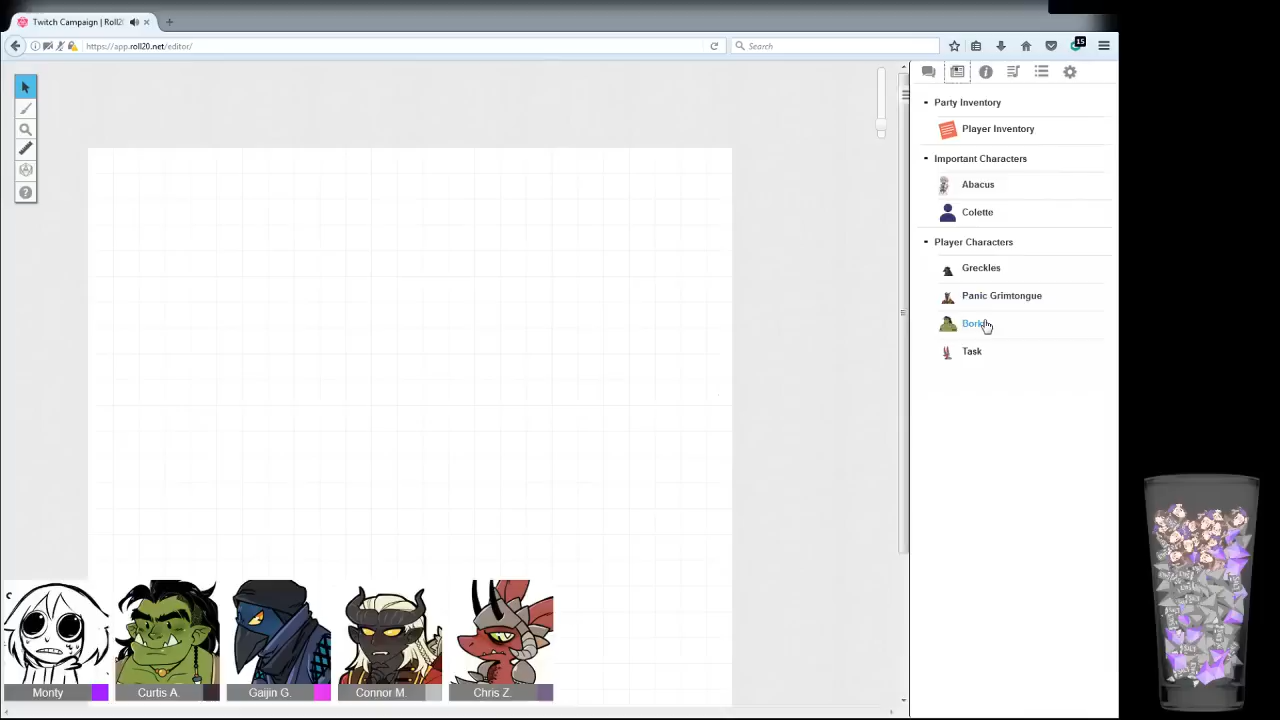 Twitch Campaign | Roll2
https://app.roll20.net/editor/
Search
15
Party Inventory
Player Inventory
Important Characters
Abacus
Colette
Player Characters
Greckles
Panic Grimtongue
Task
Monty
Curtis A.
Gaijin G.
Connor M.
Chris Z.